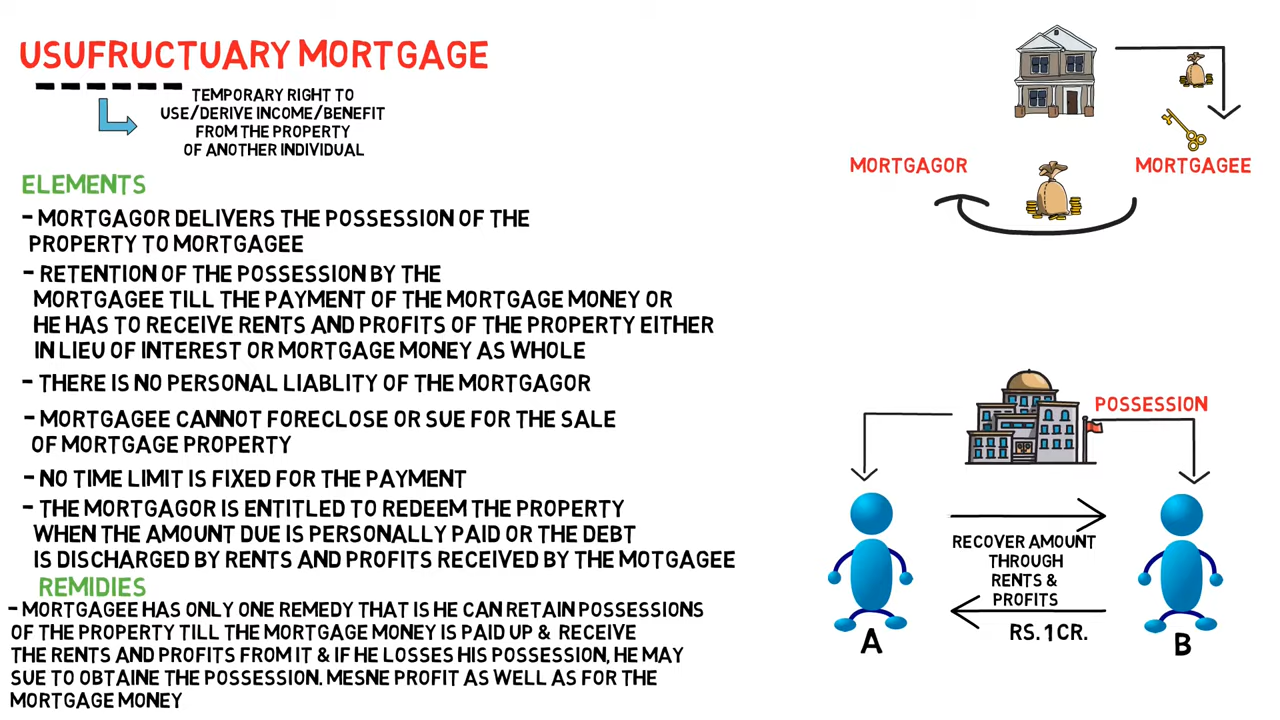 USUFRUCTUARY MORTGAGE
TEMPORARY RIGHT TO
USE/DERIVE INCOME/BENEFIT
FROM THE PROPERTY
OF ANOTHER INDIVIDUAL
ELEMENTS
- MORTGAGOR DELIVERS THE POSSESSION OF THE
PROPERTY TO MORTGAGEE
- RETENTION OF THE POSSESSION BY THE
MORTGAGEE TILL THE PAYMENT OF THE MORTGAGE MONEY OR
HE HAS TO RECEIVE RENTS AND PROFITS OF THE PROPERTY EITHER
IN LIEU OF INTEREST OR MORTGAGE MONEY AS WHOLE
- THERE IS NO PERSONAL LIABLITY OF THE MORTGAGOR
- MORTGAGEE CANNOT FORECLOSE OR SUE FOR THE SALE
OF MORTGAGE PROPERTY
- NO TIME LIMIT IS FIXED FOR THE PAYMENT
- THE MORTGAGOR IS ENTITLED TO REDEEM THE PROPERTY
WHEN THE AMOUNT DUE IS PERSONALLY PAID OR THE DEBT
IS DISCHARGED BY RENTS AND PROFITS RECEIVED BY THE MOTGAGEE
REMIDIES
- MORTGAGEE HAS ONLY ONE REMEDY THAT IS HE CAN RETAIN POSSESSIONS
OF THE PROPERTY TILL THE MORTGAGE MONEY IS PAID UP & RECEIVE
THE RENTS AND PROFITS FROM IT & IF HE LOSSES HIS POSSESSION, HE MAY
SUE TO OBTAINE THE POSSESSION. MESNE PROFIT AS WELL AS FOR THE
MORTGAGE MONEY
MORTGAGOR
MORTGAGEE
POSSESSION
RECOVER AMOUNT
THROUGH
RENTS &
PROFITS
RS. 1 CR.
A
B